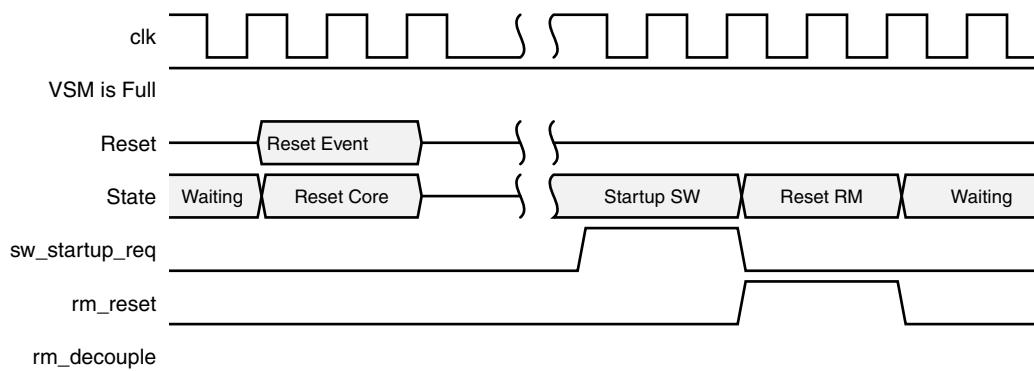 clk
VSM is Full
Reset Reset Event
State Waiting Reset Core Startup SW Reset RM Waiting
sw_startup_req
rm_reset
rm_decouple